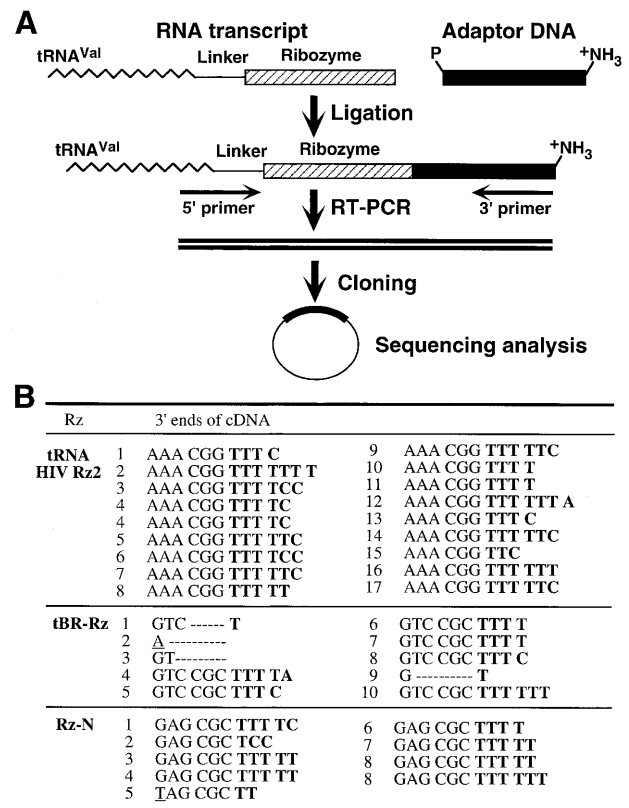 A
RNA transcript
Adaptor DNA
tRNAVal
Linker
Ribozyme
P
+NH3
Ligation
tRNAVal
Linker
Ribozyme
+NH3
5' primer
RT-PCR
3' primer
Cloning
Sequencing analysis
B
Rz 3' ends of cDNA
tRNA HIV Rz2
1 AAA CGG TTT C
2 AAA CGG TTT TTT T
3 AAA CGG TTT TCC
4 AAA CGG TTT TC
4 AAA CGG TTT TC
5 AAA CGG TTT TTC
6 AAA CGG TTT TCC
7 AAA CGG TTT TTC
8 AAA CGG TTT TT
9 AAA CGG TTT TTC
10 AAA CGG TTT T
11 AAA CGG TTT T
12 AAA CGG TTT TTT A
13 AAA CGG TTT C
14 AAA CGG TTT TTC
15 AAA CGG TTC
16 AAA CGG TTT TTT
17 AAA CGG TTT TTC
tBR-Rz
1 GTC ------ T
2 A ----------
3 GT---------
4 GTC CGC TTT TA
5 GTC CGC TTT C
6 GTC CGC TTT T
7 GTC CGC TTT T
8 GTC CGC TTT C
9 G ---------- T
10 GTC CGC TTT TTT
Rz-N
1 GAG CGC TTT TC
2 GAG CGC TCC
3 GAG CGC TTT TT
4 GAG CGC TTT TT
5 TAG CGC TT
6 GAG CGC TTT T
7 GAG CGC TTT TT
8 GAG CGC TTT TT
8 GAG CGC TTT TTT